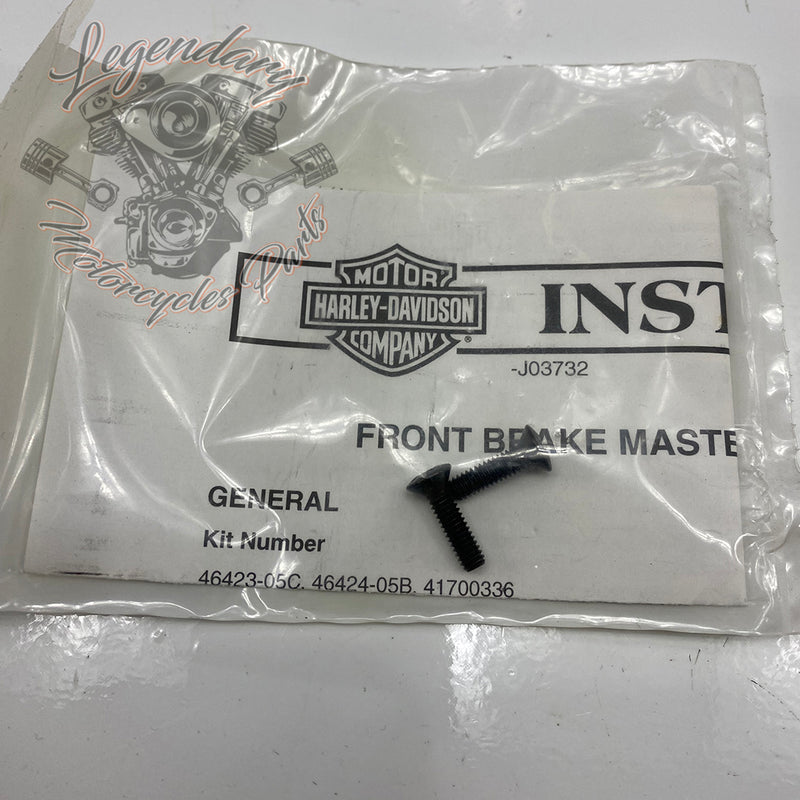 Legendary
Motorcycles Parts
MOTOR
HARLEY-DAVIDSON
COMPANY
®
INST
-J03732
FRONT BRAKE MASTE
GENERAL
Kit Number
46423-05C, 46424-05B, 41700336